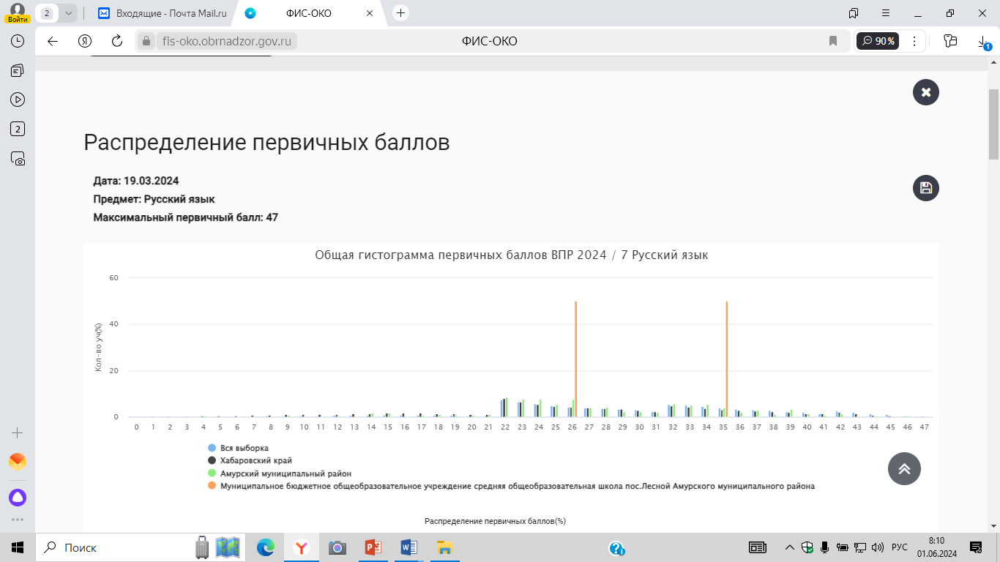 Войти
2
Входящие - Почта Mail.ru
ФИС-ОКО
fis-oko.obrnadzor.gov.ru
ФИС-ОКО
90%
1
2
Распределение первичных баллов
Дата: 19.03.2024
Предмет: Русский язык
Максимальный первичный балл: 47
Общая гистограмма первичных баллов ВПР 2024 / 7 Русский язык
60
40
20
0
Кол-во уч(%)
0 1 2 3 4 5 6 7 8 9 10 11 12 13 14 15 16 17 18 19 20 21 22 23 24 25 26 27 28 29 30 31 32 33 34 35 36 37 38 39 40 41 42 43 44 45 46 47
Вся выборка
Хабаровский край
Амурский муниципальный район
Муниципальное бюджетное общеобразовательное учреждение средняя общеобразовательная школа пос.Лесной Амурского муниципального района
Распределение первичных баллов(%)
Поиск
РУС
8:10
01.06.2024